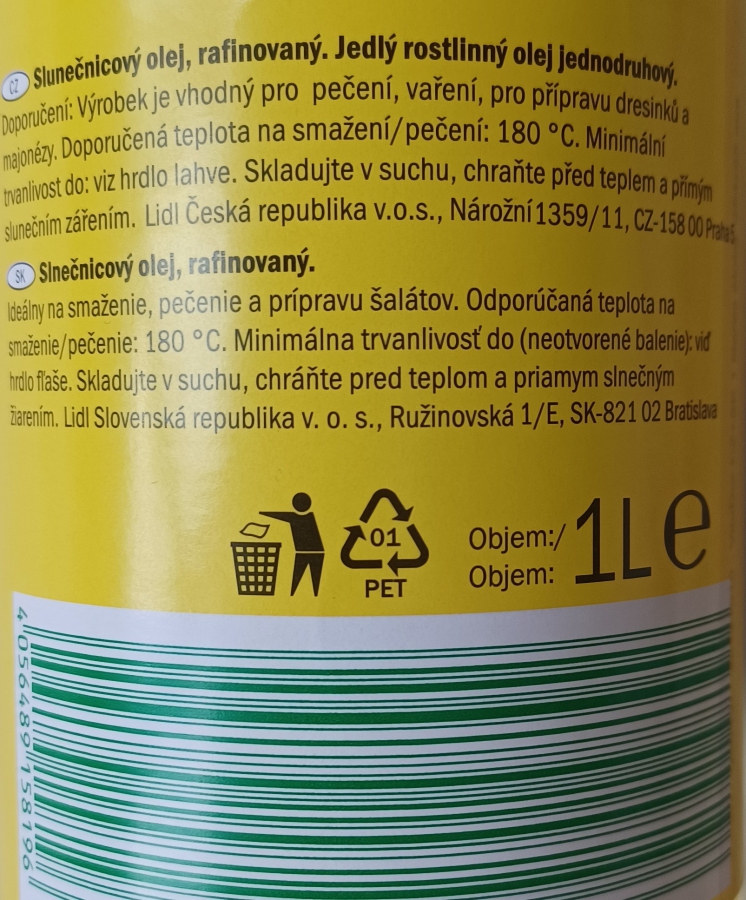 CZ Slunečnicový olej, rafinovaný. Jedlý rostlinný olej jednodruhový.
Doporučení: Výrobek je vhodný pro pečení, vaření, pro přípravu dresinků a
majonézy. Doporučená teplota na smažení/pečení: 180 °C. Minimální
trvanlivost do: viz hrdlo lahve. Skladujte v suchu, chraňte před teplem a přímým
slunečním zářením. Lidl Česká republika v.o.s., Nárožní 1359/11, CZ-158 00 Praha 5
SK Slnečnicový olej, rafinovaný.
Ideálny na smaženie, pečenie a prípravu šalátov. Odporúčaná teplota na
smaženie/pečenie: 180 °C. Minimálna trvanlivosť do (neotvorené balenie): viď
hrdlo fľaše. Skladujte v suchu, chráňte pred teplom a priamym slnečným
žiarením. Lidl Slovenská republika v. o. s., Ružinovská 1/E, SK-821 02 Bratislava
01
PET
Objem:/
Objem:
1L e
4 056489 158196